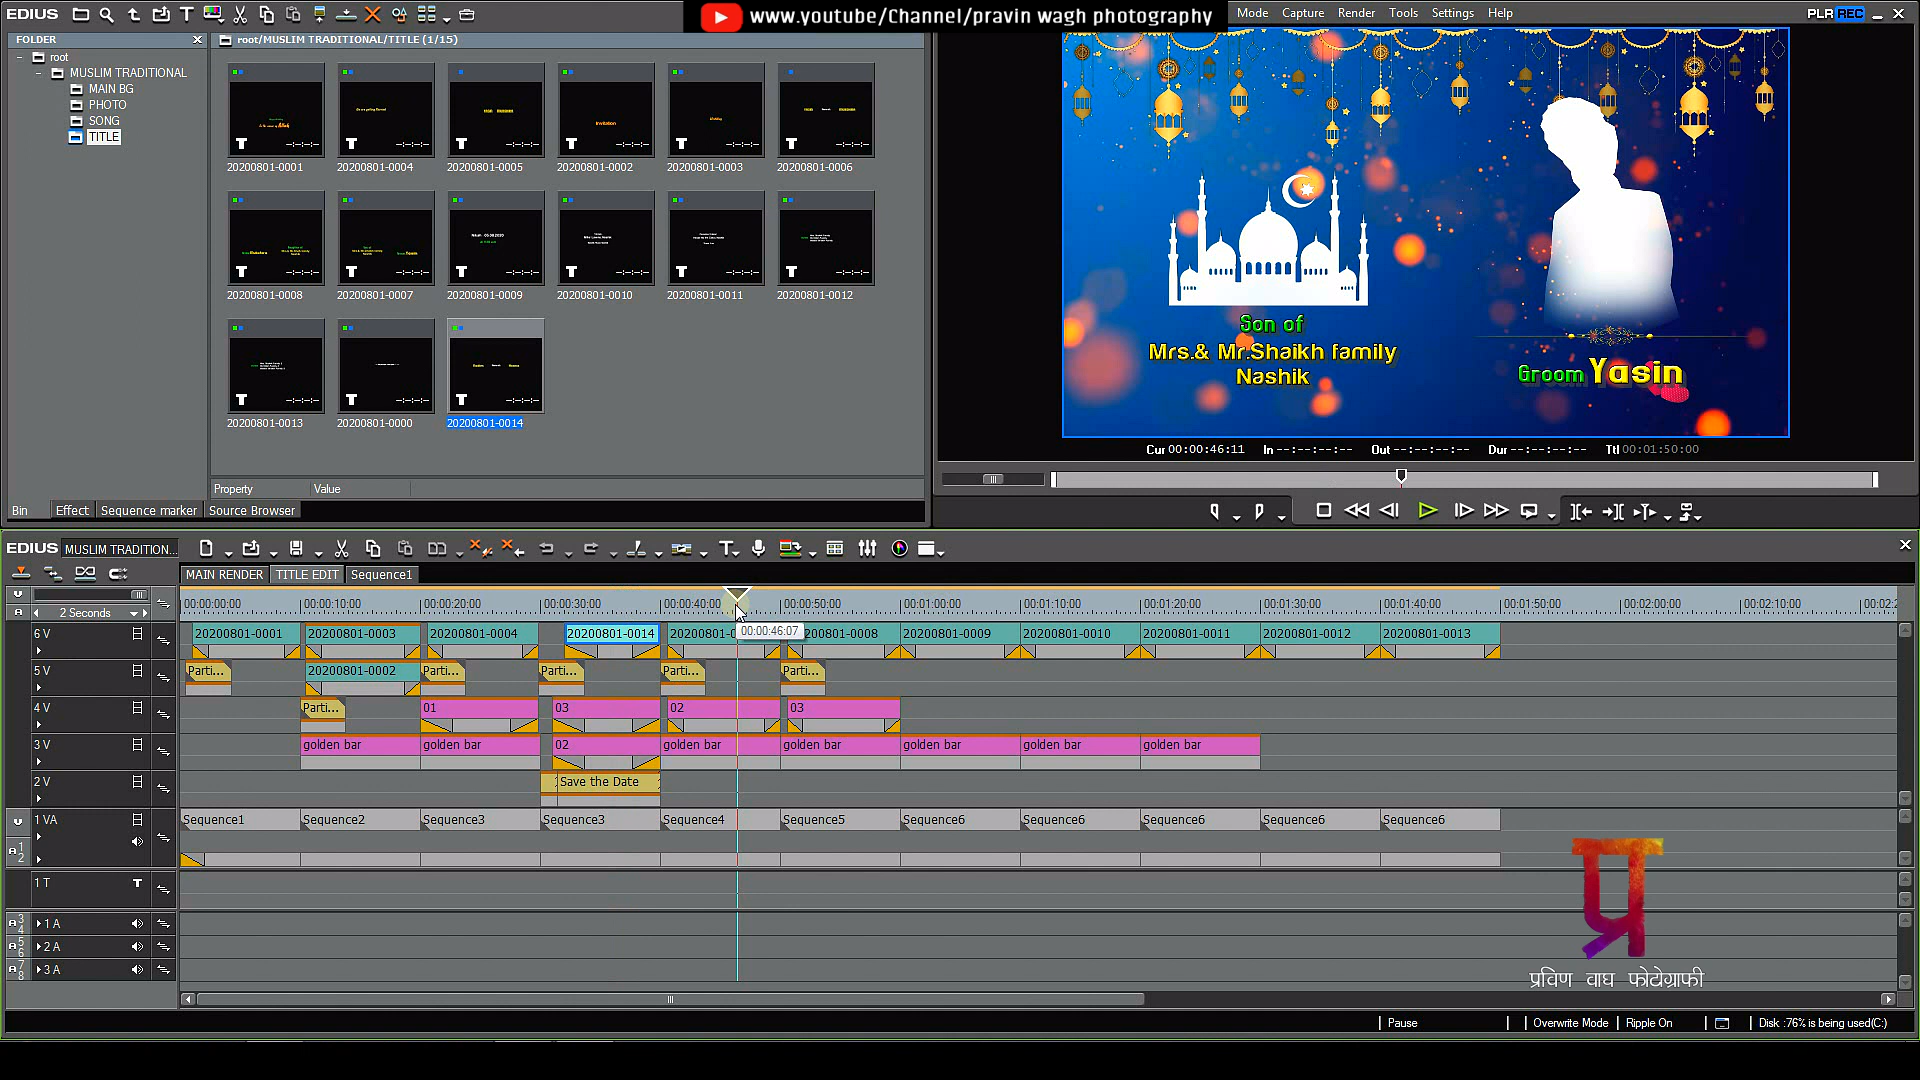 EDIUS
www.youtube/Channel/pravin wagh photography
Mode Capture Render Tools Settings Help
PLR REC
FOLDER
root/MUSLIM TRADITIONAL/TITLE (1/15)
root
MUSLIM TRADITIONAL
MAIN BG
PHOTO
SONG
TITLE
20200801-0001 20200801-0004 20200801-0005 20200801-0002 20200801-0003 20200801-0006
20200801-0008 20200801-0007 20200801-0009 20200801-0010 20200801-0011 20200801-0012
20200801-0013 20200801-0000 20200801-0014
Property Value
Bin Effect Sequence marker Source Browser
Son of
Mrs.& Mr.Shaikh family
Nashik
Groom Yasin
Cur 00:00:46:11 In --:--:--:-- Out --:--:--:-- Dur --:--:--:-- Ttl 00:01:50:00
EDIUS MUSLIM TRADITION...
MAIN RENDER TITLE EDIT Sequence1
2 Seconds
00:00:00:00 00:00:10:00 00:00:20:00 00:00:30:00 00:00:40:00 00:00:50:00 00:01:00:00 00:01:10:00 00:01:20:00 00:01:30:00 00:01:40:00 00:01:50:00 00:02:00:00 00:02:10:00 00:02:2
00:00:46:07
6 V 20200801-0001 20200801-0003 20200801-0004 20200801-0014 20200801-0 20200801-0008 20200801-0009 20200801-0010 20200801-0011 20200801-0012 20200801-0013
5 V Parti... 20200801-0002 Parti... Parti... Parti... Parti...
4 V Parti... 01 03 02 03
3 V golden bar golden bar 02 golden bar golden bar golden bar golden bar golden bar
2 V Save the Date
1 VA Sequence1 Sequence2 Sequence3 Sequence3 Sequence4 Sequence5 Sequence6 Sequence6 Sequence6 Sequence6 Sequence6
1 T T
1 A
2 A
3 A
प्र
प्रविण वाघ फोटोग्राफी
Pause Overwrite Mode Ripple On Disk :76% is being used(C:)